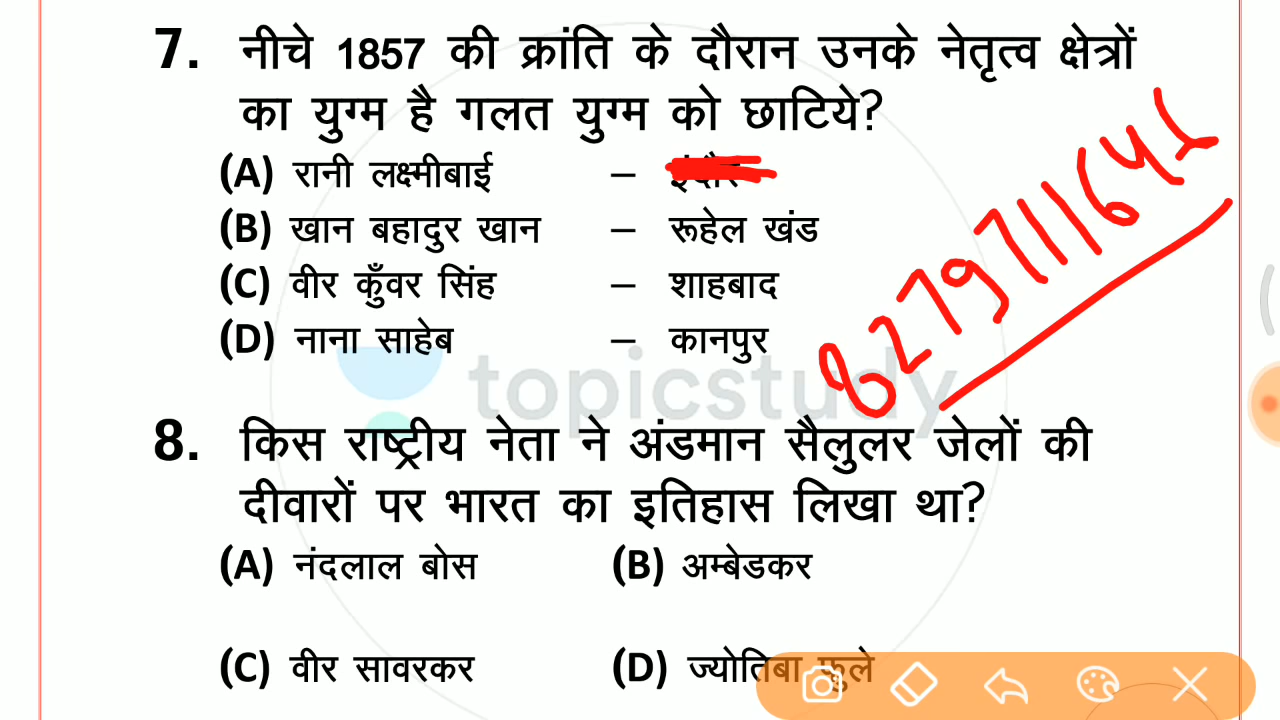 7. नीचे 1857 की क्रांति के दौरान उनके नेतृत्व क्षेत्रों
का युग्म है गलत युग्म को छाटिये?
(A) रानी लक्ष्मीबाई – इंदौर
(B) खान बहादुर खान – रूहेल खंड
(C) वीर कुँवर सिंह – शाहबाद
(D) नाना साहेब – कानपुर
topicstudy
8. किस राष्ट्रीय नेता ने अंडमान सैलुलर जेलों की
दीवारों पर भारत का इतिहास लिखा था?
(A) नंदलाल बोस (B) अम्बेडकर
(C) वीर सावरकर (D) ज्योतिबा फुले